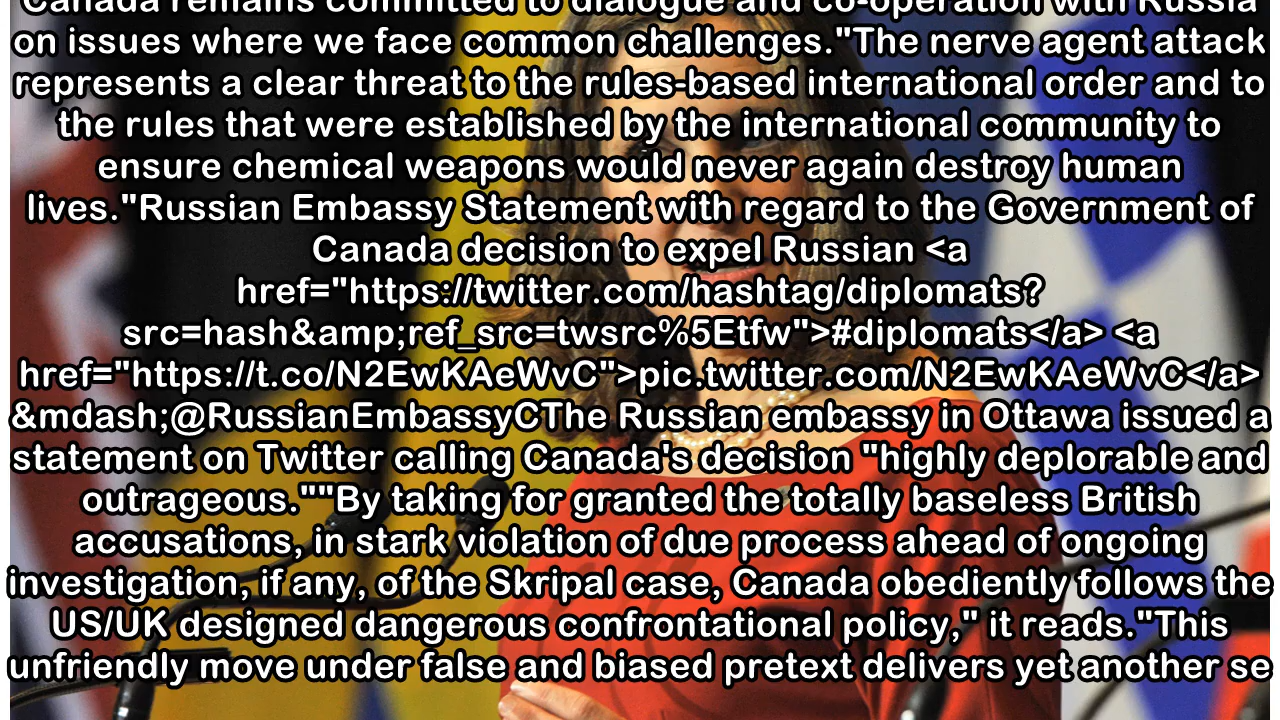 Canada remains committed to dialogue and co-operation with Russia
on issues where we face common challenges."The nerve agent attack
represents a clear threat to the rules-based international order and to
the rules that were established by the international community to
ensure chemical weapons would never again destroy human
lives."Russian Embassy Statement with regard to the Government of
Canada decision to expel Russian <a
href="https://twitter.com/hashtag/diplomats?
src=hash&amp;ref_src=twsrc%5Etfw">#diplomats</a> <a
href="https://t.co/N2EwKAeWvC">pic.twitter.com/N2EwKAeWvC</a>
&mdash;@RussianEmbassyCThe Russian embassy in Ottawa issued a
statement on Twitter calling Canada's decision "highly deplorable and
outrageous.""By taking for granted the totally baseless British
accusations, in stark violation of due process ahead of ongoing
investigation, if any, of the Skripal case, Canada obediently follows the
US/UK designed dangerous confrontational policy," it reads."This
unfriendly move under false and biased pretext delivers yet another se